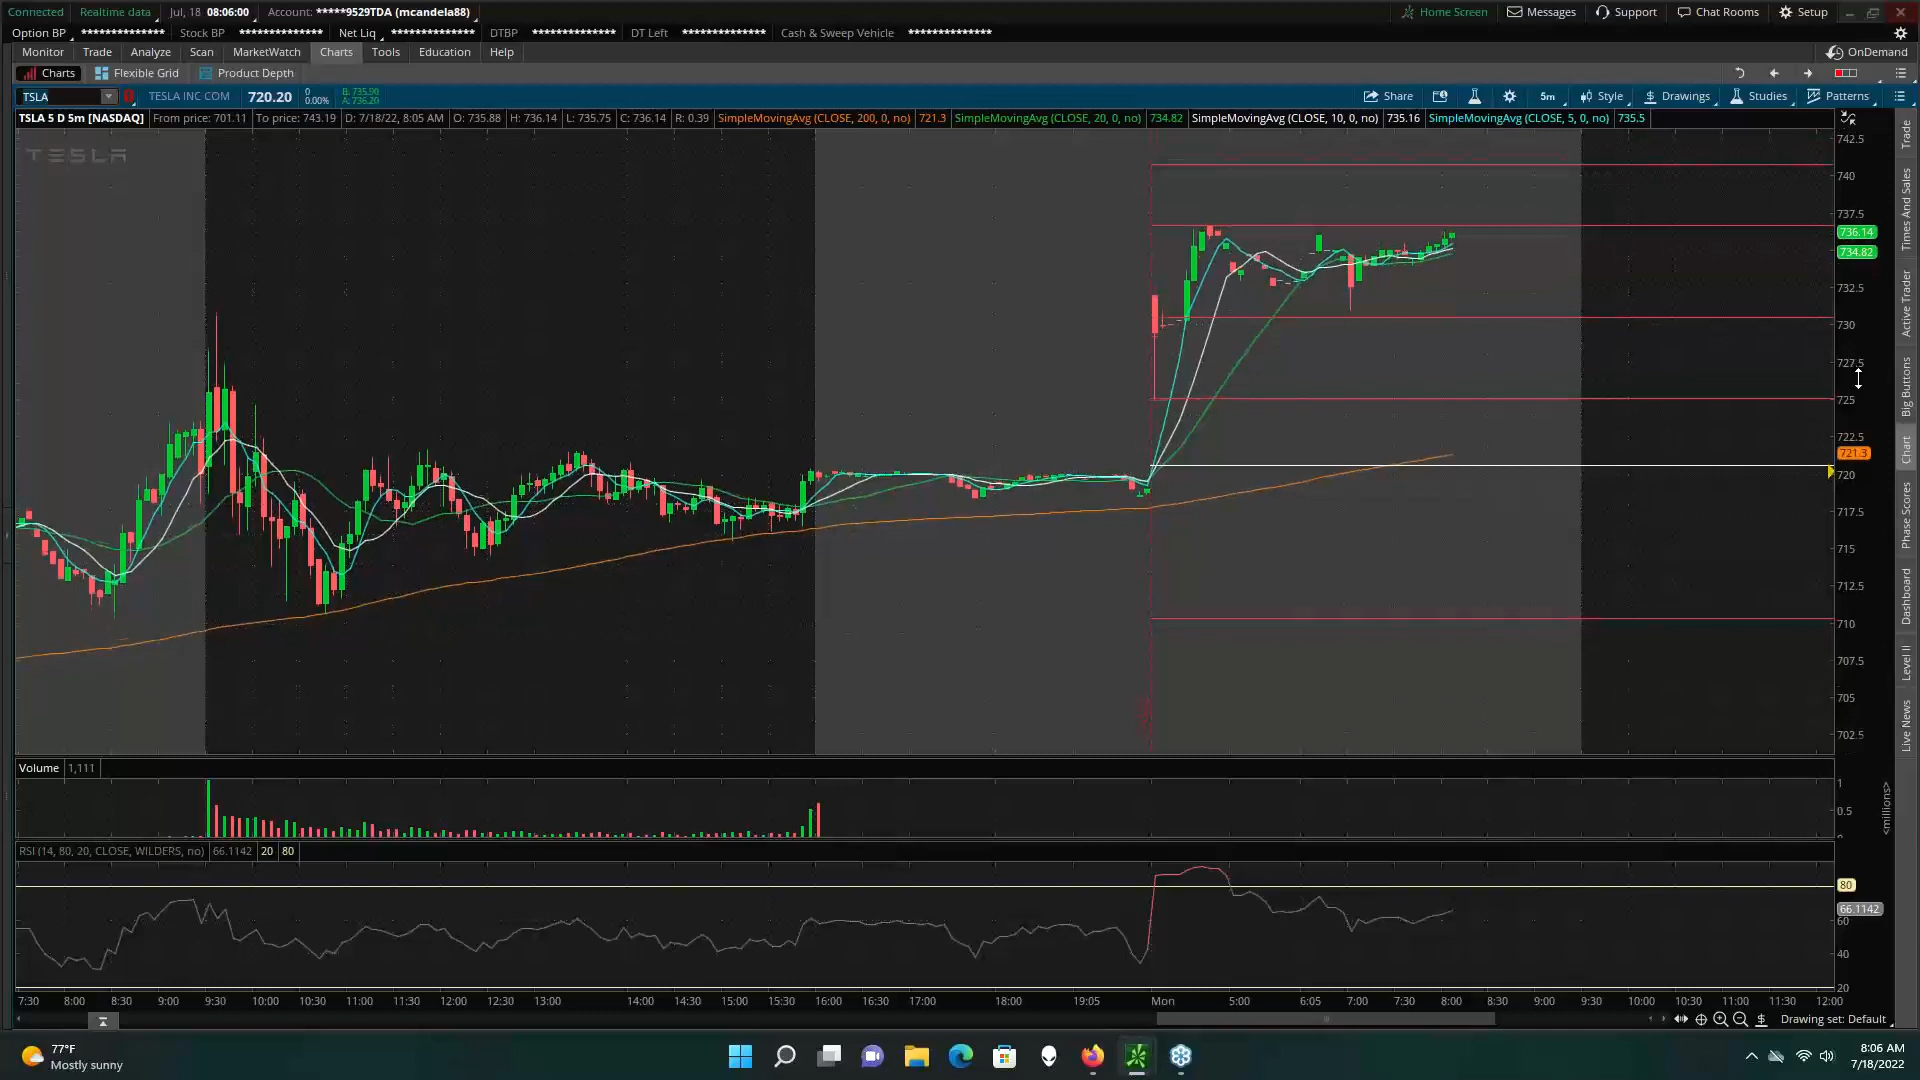 Connected Realtime data Jul, 18 08:06:00 Account: *****9529TDA (mcandela88) Home Screen Messages Support Chat Rooms Setup
Option BP ************** Stock BP ************** Net Liq ************** DTBP ************** DT Left ************** Cash & Sweep Vehicle **************
Monitor Trade Analyze Scan MarketWatch Charts Tools Education Help OnDemand
Charts Flexible Grid Product Depth
TSLA TESLA INC COM 720.20 0 0.00% B: 735.90 A: 736.20 Share 5m Style Drawings Studies Patterns
TSLA 5 D 5m [NASDAQ] From price: 701.11 To price: 743.19 D: 7/18/22, 8:05 AM O: 735.88 H: 736.14 L: 735.75 C: 736.14 R: 0.39 SimpleMovingAvg (CLOSE, 200, 0, no) 721.3 SimpleMovingAvg (CLOSE, 20, 0, no) 734.82 SimpleMovingAvg (CLOSE, 10, 0, no) 735.16 SimpleMovingAvg (CLOSE, 5, 0, no) 735.5
TESLA
742.5
740
737.5
736.14
734.82
732.5
730
727.5
725
722.5
721.3
720
717.5
715
712.5
710
707.5
705
702.5
Trade
Times And Sales
Active Trader
Big Buttons
Chart
Phase Scores
Dashboard
Level II
Live News
Volume 1,111
1
0.5
<millions>
RSI (14, 80, 20, CLOSE, WILDERS, no) 66.1142 20 80
80
66.1142
60
40
20
7:30 8:00 8:30 9:00 9:30 10:00 10:30 11:00 11:30 12:00 12:30 13:00 14:00 14:30 15:00 15:30 16:00 16:30 17:00 18:00 19:05 Mon 5:00 6:05 7:00 7:30 8:00 8:30 9:00 9:30 10:00 10:30 11:00 11:30 12:00
Drawing set: Default
77°F
Mostly sunny
8:06 AM
7/18/2022